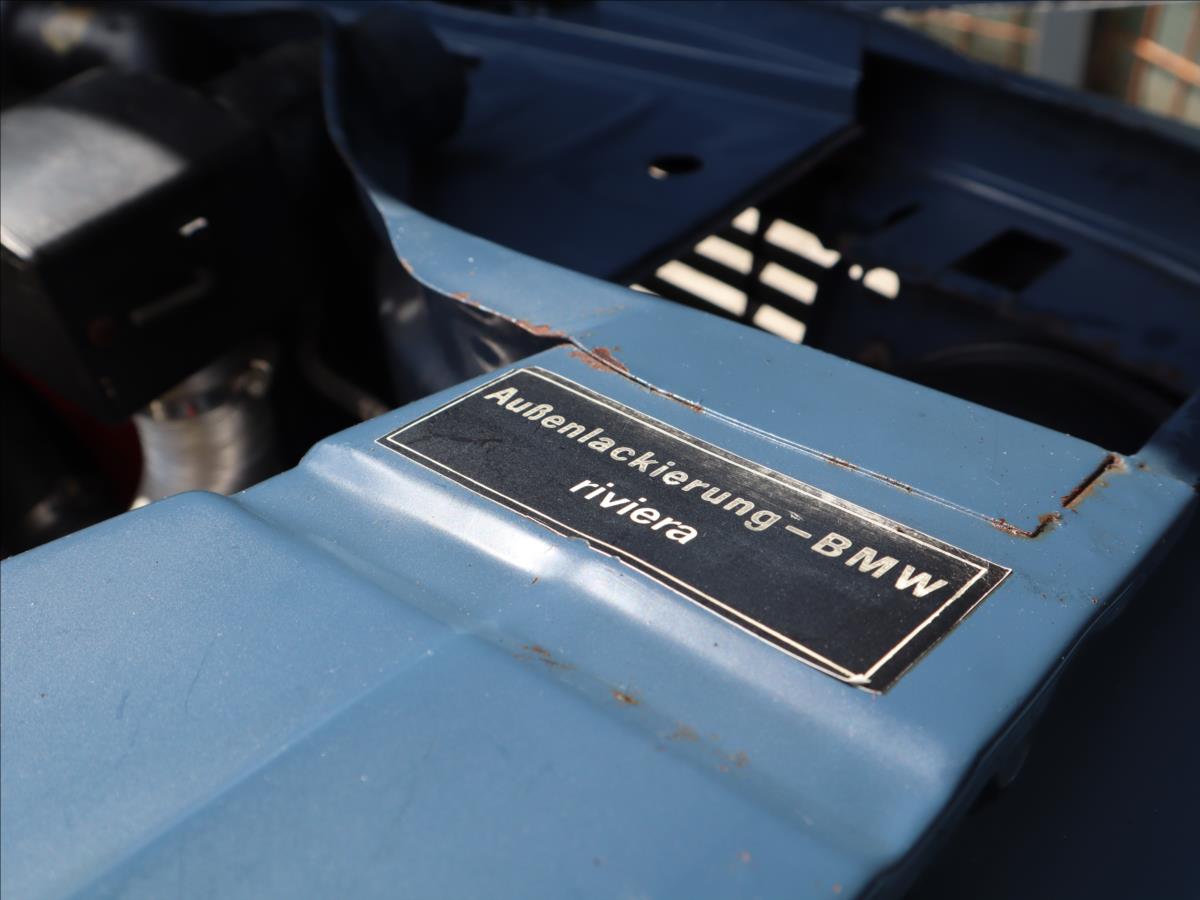 Außenlackierung – BMW
riviera